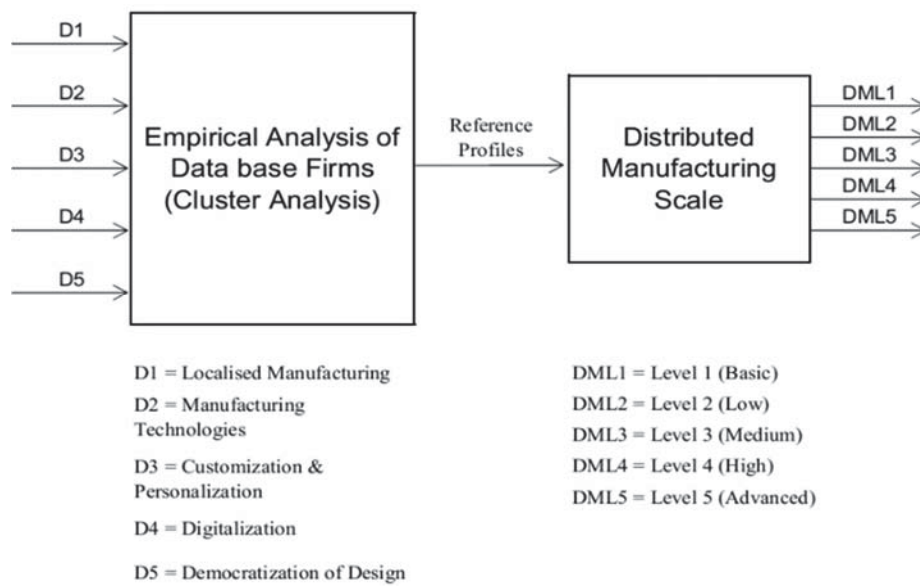 D1
D2
D3
D4
D5
Empirical Analysis of
Data base Firms
(Cluster Analysis)
Reference
Profiles
Distributed
Manufacturing
Scale
DML1
DML2
DML3
DML4
DML5
D1 = Localised Manufacturing
D2 = Manufacturing
Technologies
D3 = Customization &
Personalization
D4 = Digitalization
D5 = Democratization of Design
DML1 = Level 1 (Basic)
DML2 = Level 2 (Low)
DML3 = Level 3 (Medium)
DML4 = Level 4 (High)
DML5 = Level 5 (Advanced)